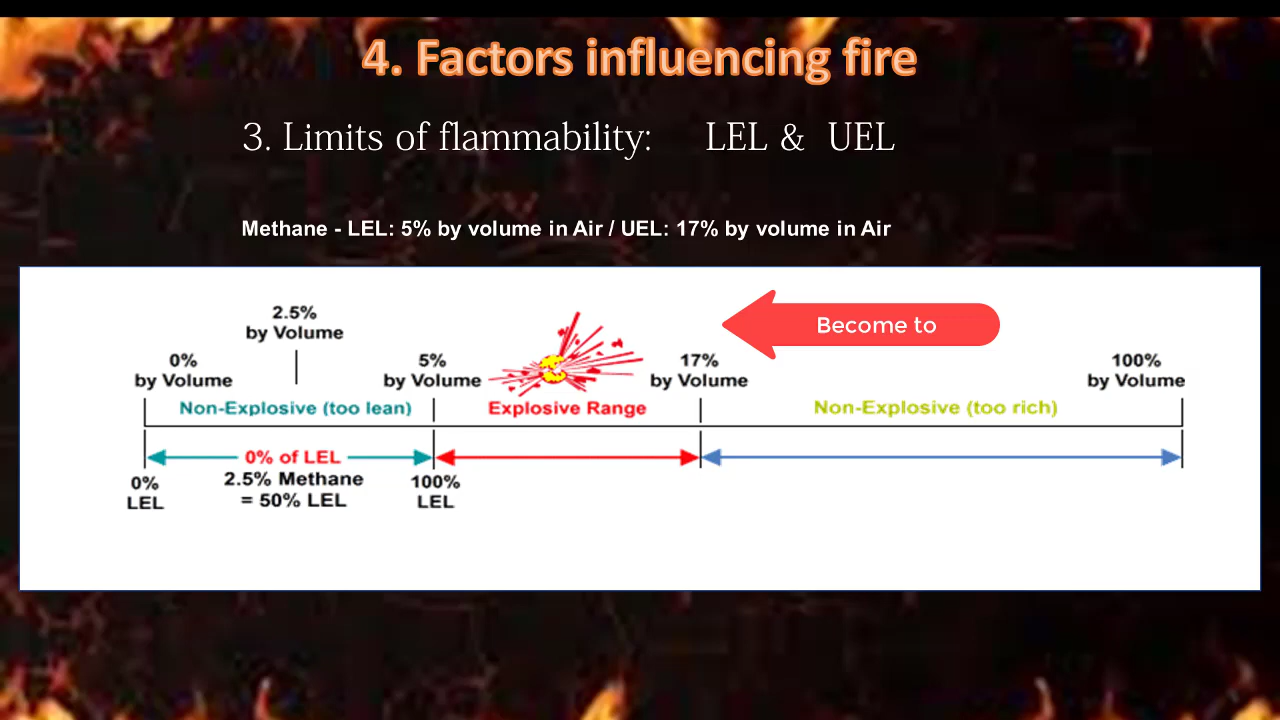 4. Factors influencing fire
3. Limits of flammability: LEL & UEL
Methane - LEL: 5% by volume in Air / UEL: 17% by volume in Air
2.5%
by Volume
Become to
0%
by Volume
5%
by Volume
17%
by Volume
100%
by Volume
Non-Explosive (too lean)
Explosive Range
Non-Explosive (too rich)
0% of LEL
0%
LEL
2.5% Methane
= 50% LEL
100%
LEL